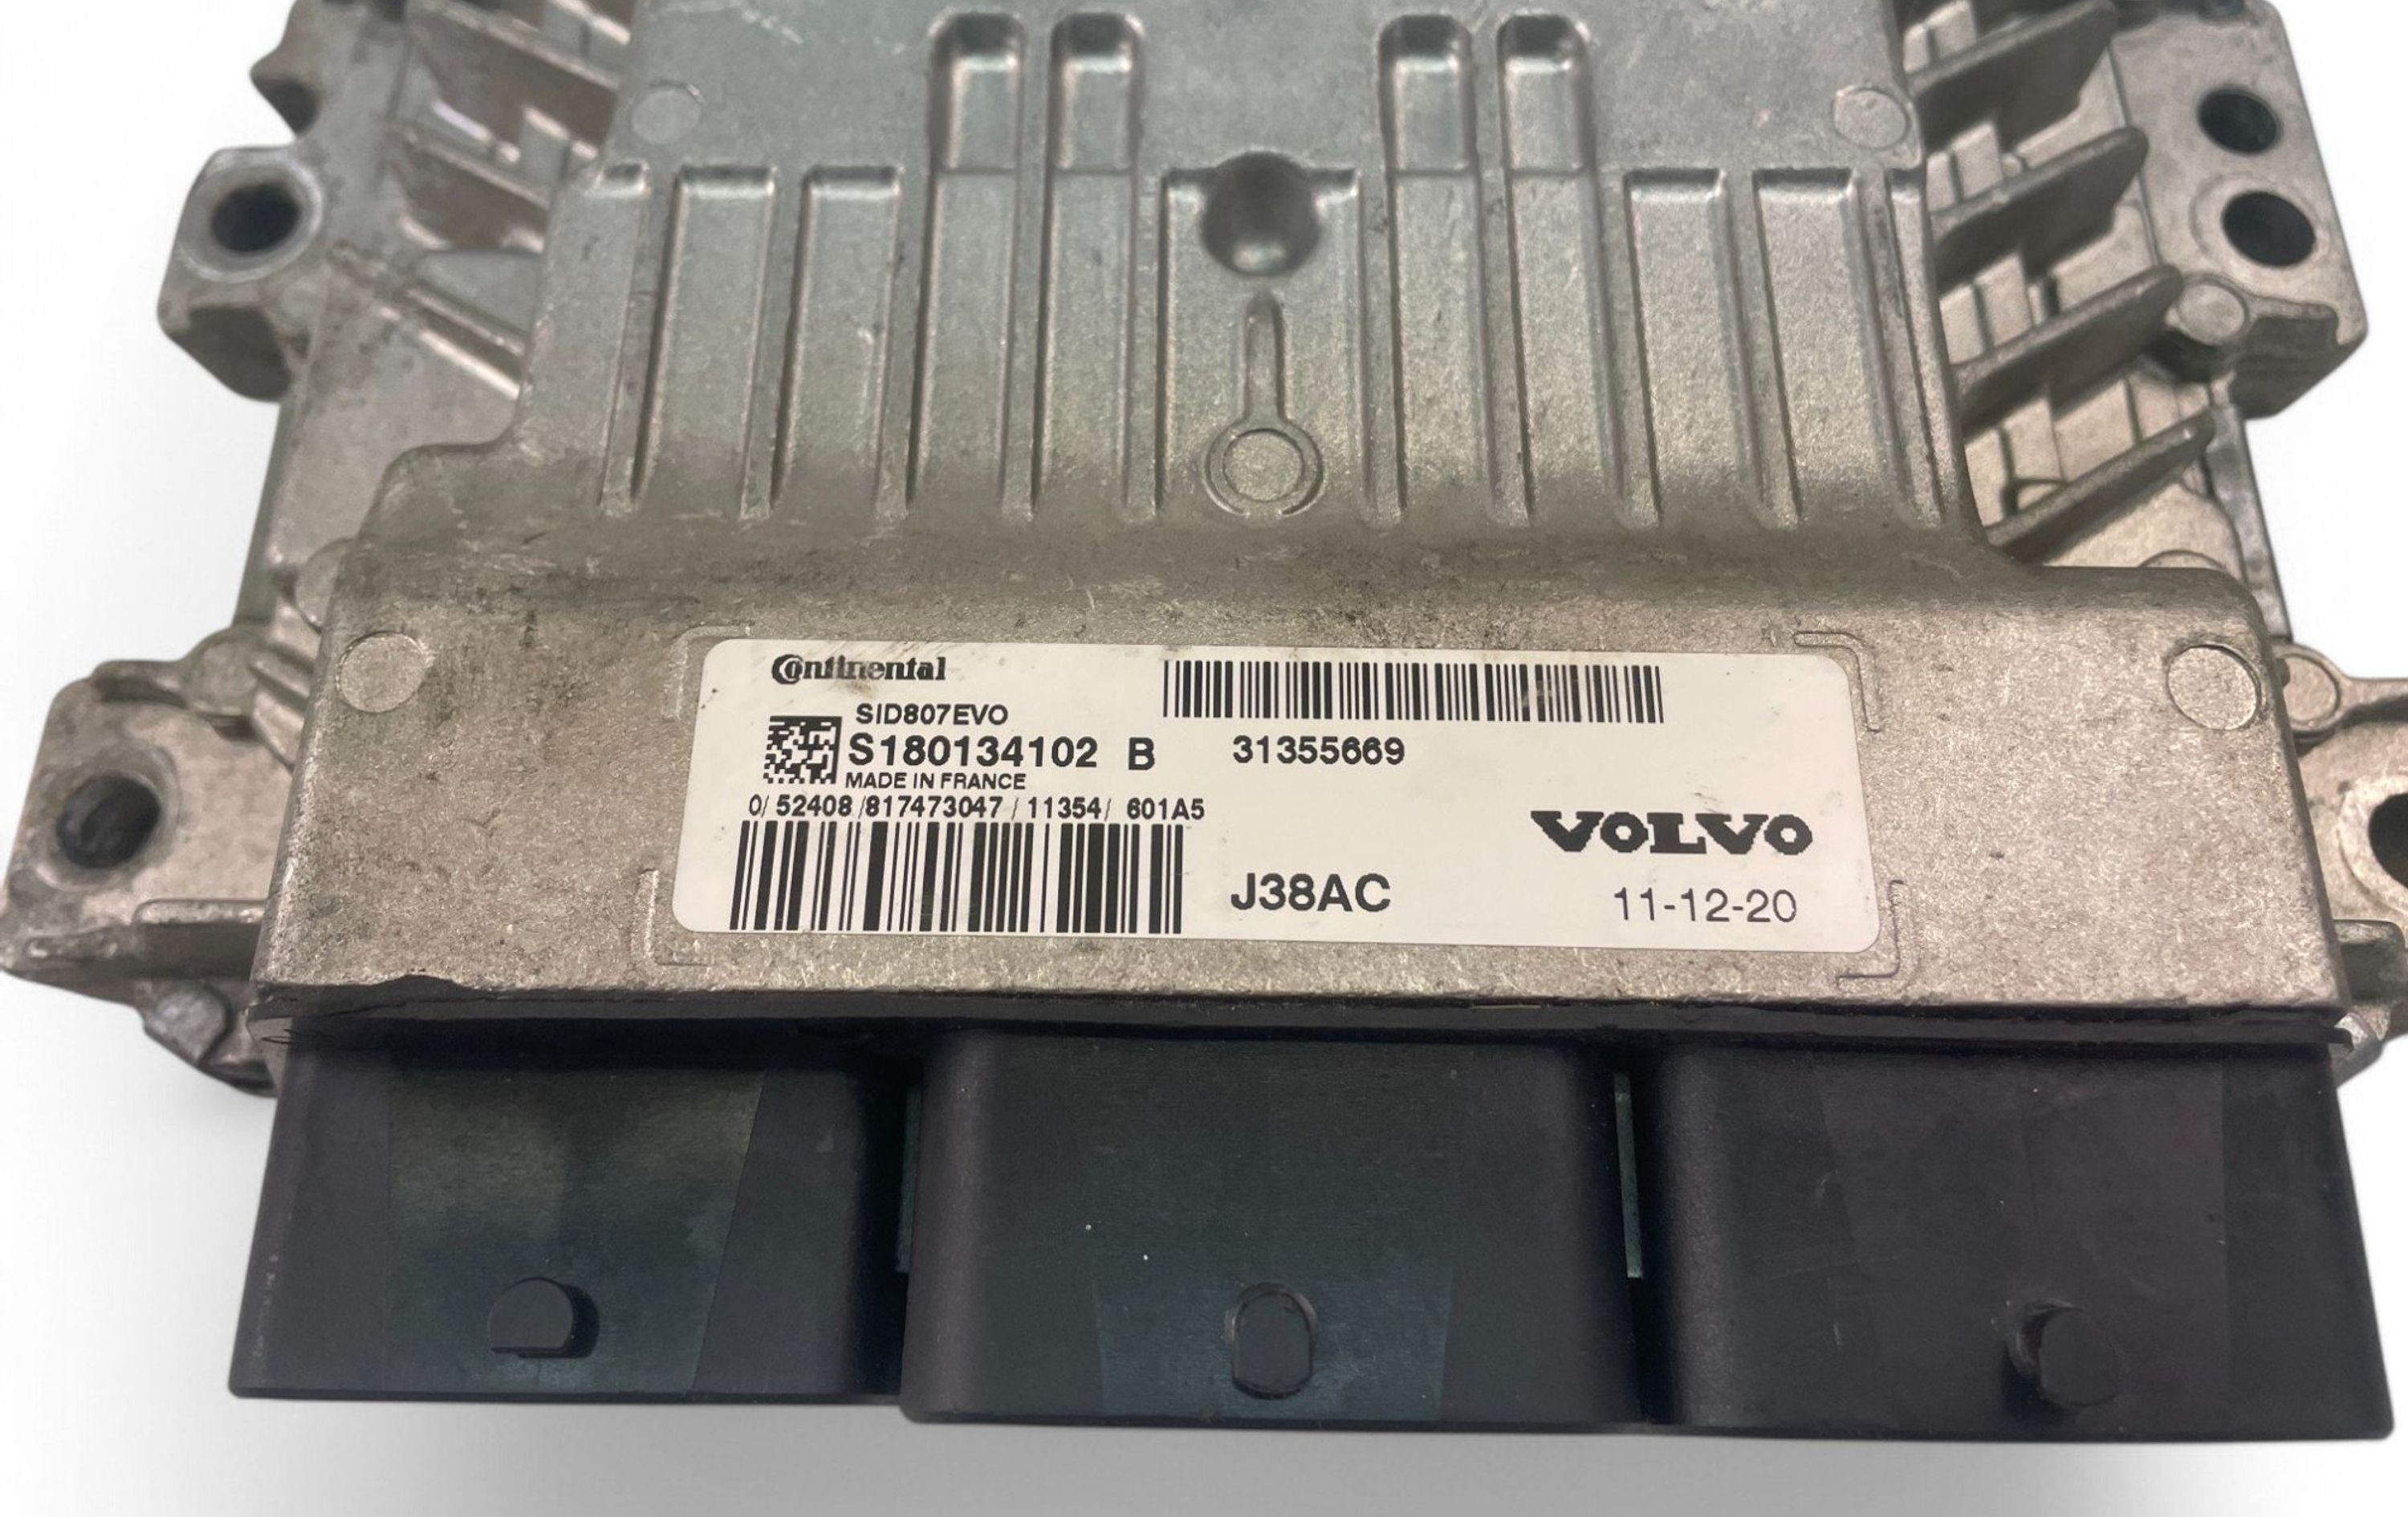 Continental
SID807EVO
S180134102 B
31355669
MADE IN FRANCE
0/ 52408 /817473047 / 11354/ 601A5
VOLVO
J38AC
11-12-20